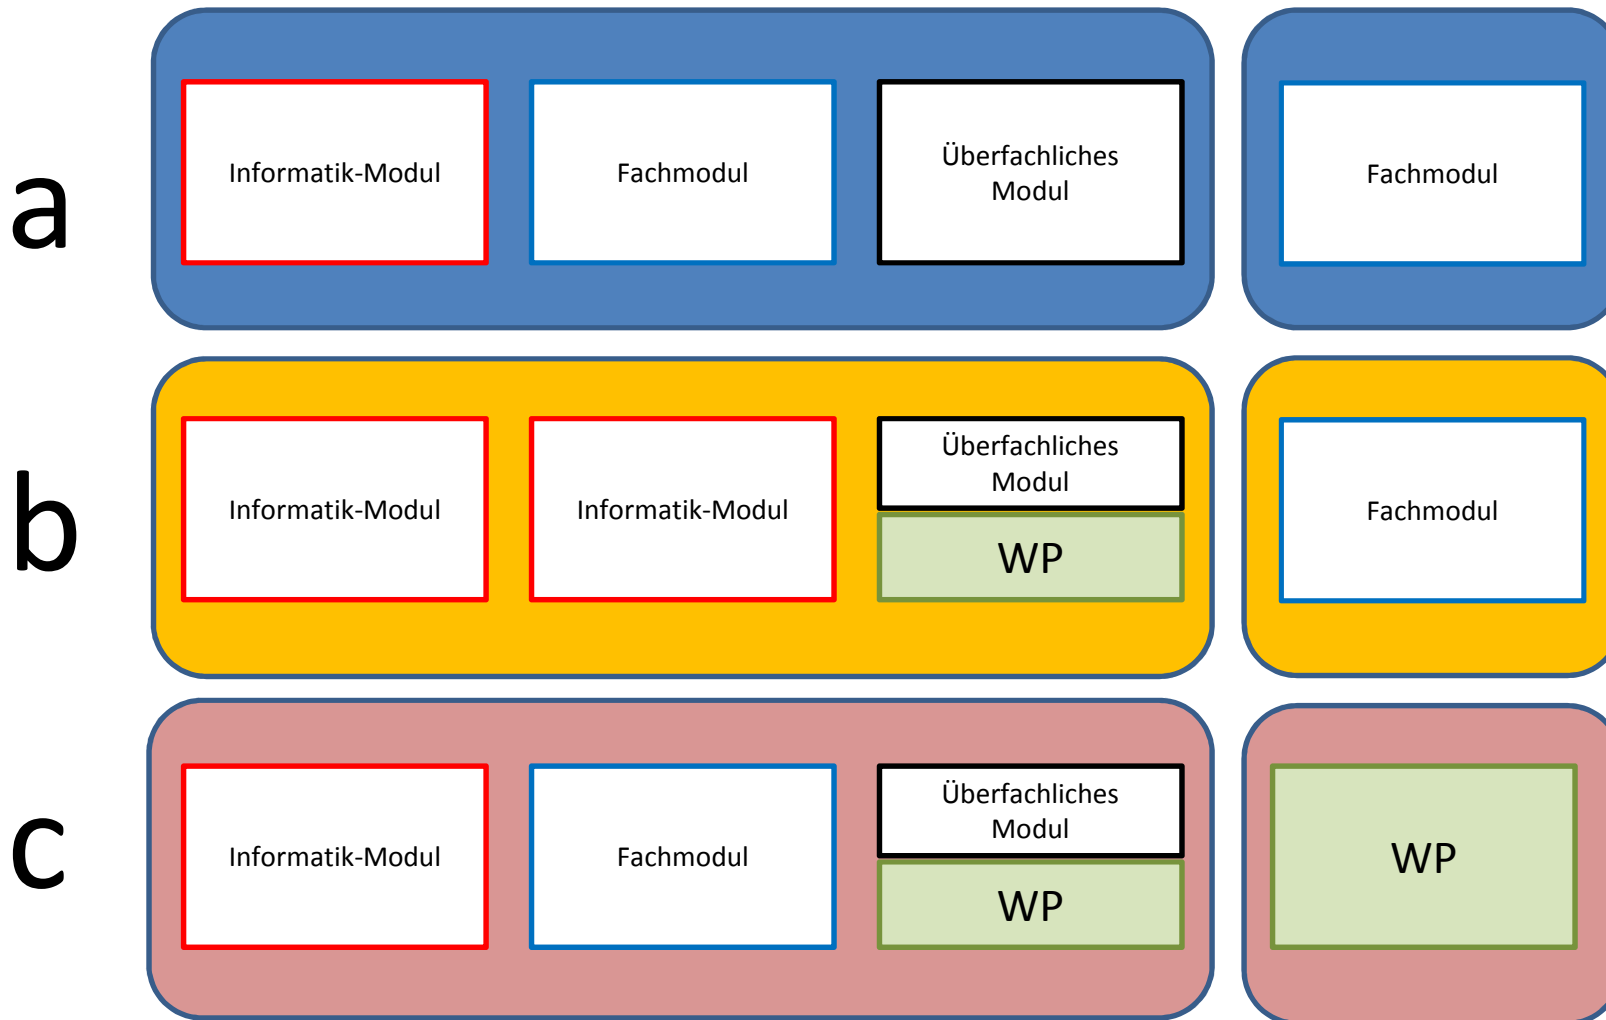 a
Informatik-Modul
Fachmodul
Überfachliches
Modul
Fachmodul
b
Informatik-Modul
Informatik-Modul
Überfachliches
Modul
WP
Fachmodul
c
Informatik-Modul
Fachmodul
Überfachliches
Modul
WP
WP